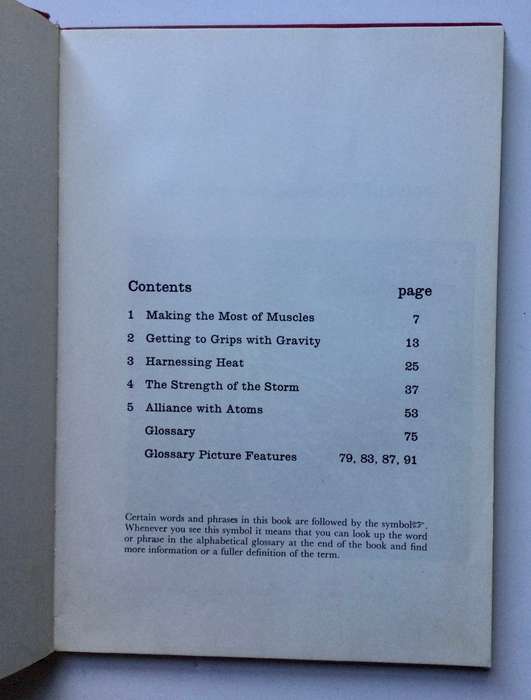 Contents page
1 Making the Most of Muscles 7
2 Getting to Grips with Gravity 13
3 Harnessing Heat 25
4 The Strength of the Storm 37
5 Alliance with Atoms 53
Glossary 75
Glossary Picture Features 79, 83, 87, 91
Certain words and phrases in this book are followed by the symbol☞.
Whenever you see this symbol it means that you can look up the word
or phrase in the alphabetical glossary at the end of the book and find
more information or a fuller definition of the term.